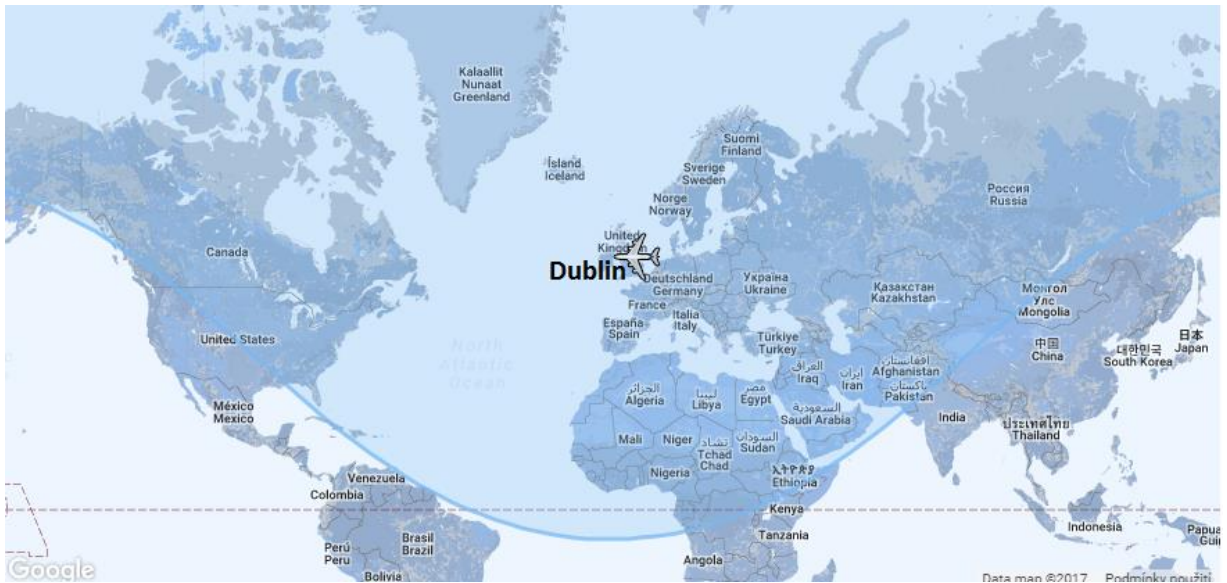 Kalaallit
Nunaat
Greenland
Ísland
Iceland
Suomi
Finland
Sverige
Sweden
Norge
Norway
Россия
Russia
Canada
United
Kingdom
Dublin
Deutschland
Germany
Україна
Ukraine
Қазақстан
Kazakhstan
Монгол
Улс
Mongolia
France
Italia
Italy
España
Spain
Türkiye
Turkey
United States
North
Atlantic
Ocean
افغانستان
Afghanistan
العراق
Iraq
ایران
Iran
پاکستان
Pakistan
中国
China
대한민국
South Korea
日本
Japan
الجزائر
Algeria
ليبيا
Libya
مصر
Egypt
السعودية
Saudi Arabia
México
Mexico
India
ประเทศไทย
Thailand
Mali
Niger
تشاد
Tchad
Chad
السودان
Sudan
Nigeria
ኢትዮጵያ
Ethiopia
Venezuela
Colombia
Kenya
Tanzania
Indonesia
Brasil
Brazil
Perú
Peru
Angola
Bolivia
Google
Data map ©2017 Podmínky použití